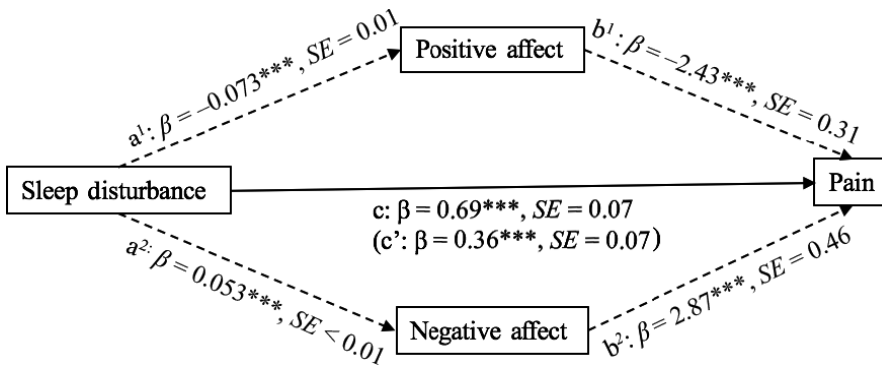 Positive affect
a¹: β = –0.073***, SE = 0.01
b¹: β = –2.43***, SE = 0.31
Sleep disturbance
Pain
c: β = 0.69***, SE = 0.07
(c’: β = 0.36***, SE = 0.07)
a²: β = 0.053***, SE < 0.01
b²: β = 2.87***, SE = 0.46
Negative affect